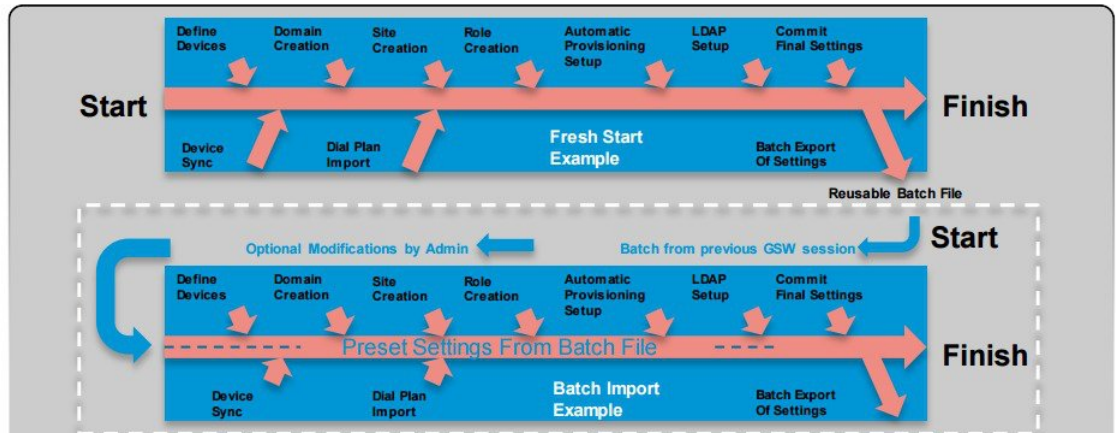 Define
Devices
Domain
Creation
Site
Creation
Role
Creation
Automatic
Provisioning
Setup
LDAP
Setup
Commit
Final Settings
Start
Finish
Device
Sync
Dial Plan
Import
Fresh Start
Example
Batch Export
Of Settings
Reusable Batch File
Start
Optional Modifications by Admin
Batch from previous GSW session
Define
Devices
Domain
Creation
Site
Creation
Role
Creation
Automatic
Provisioning
Setup
LDAP
Setup
Commit
Final Settings
Preset Settings From Batch File
Finish
Device
Sync
Dial Plan
Import
Batch Import
Example
Batch Export
Of Settings